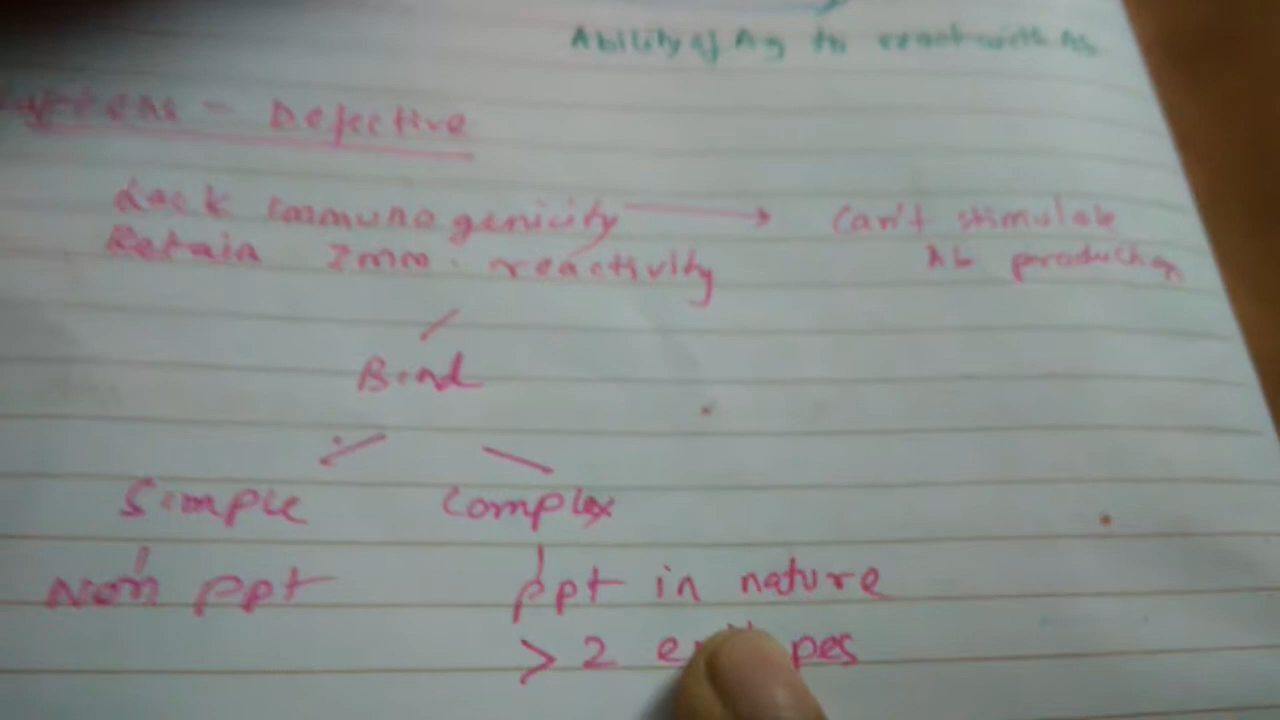 Ability of Ag to react with Ab
Haptens - Defective
Lack immunogenicity → Can't stimulate
Retain Imm. reactivity Ab production
Bind
Simple Complex
Non ppt ppt in nature
> 2 pes